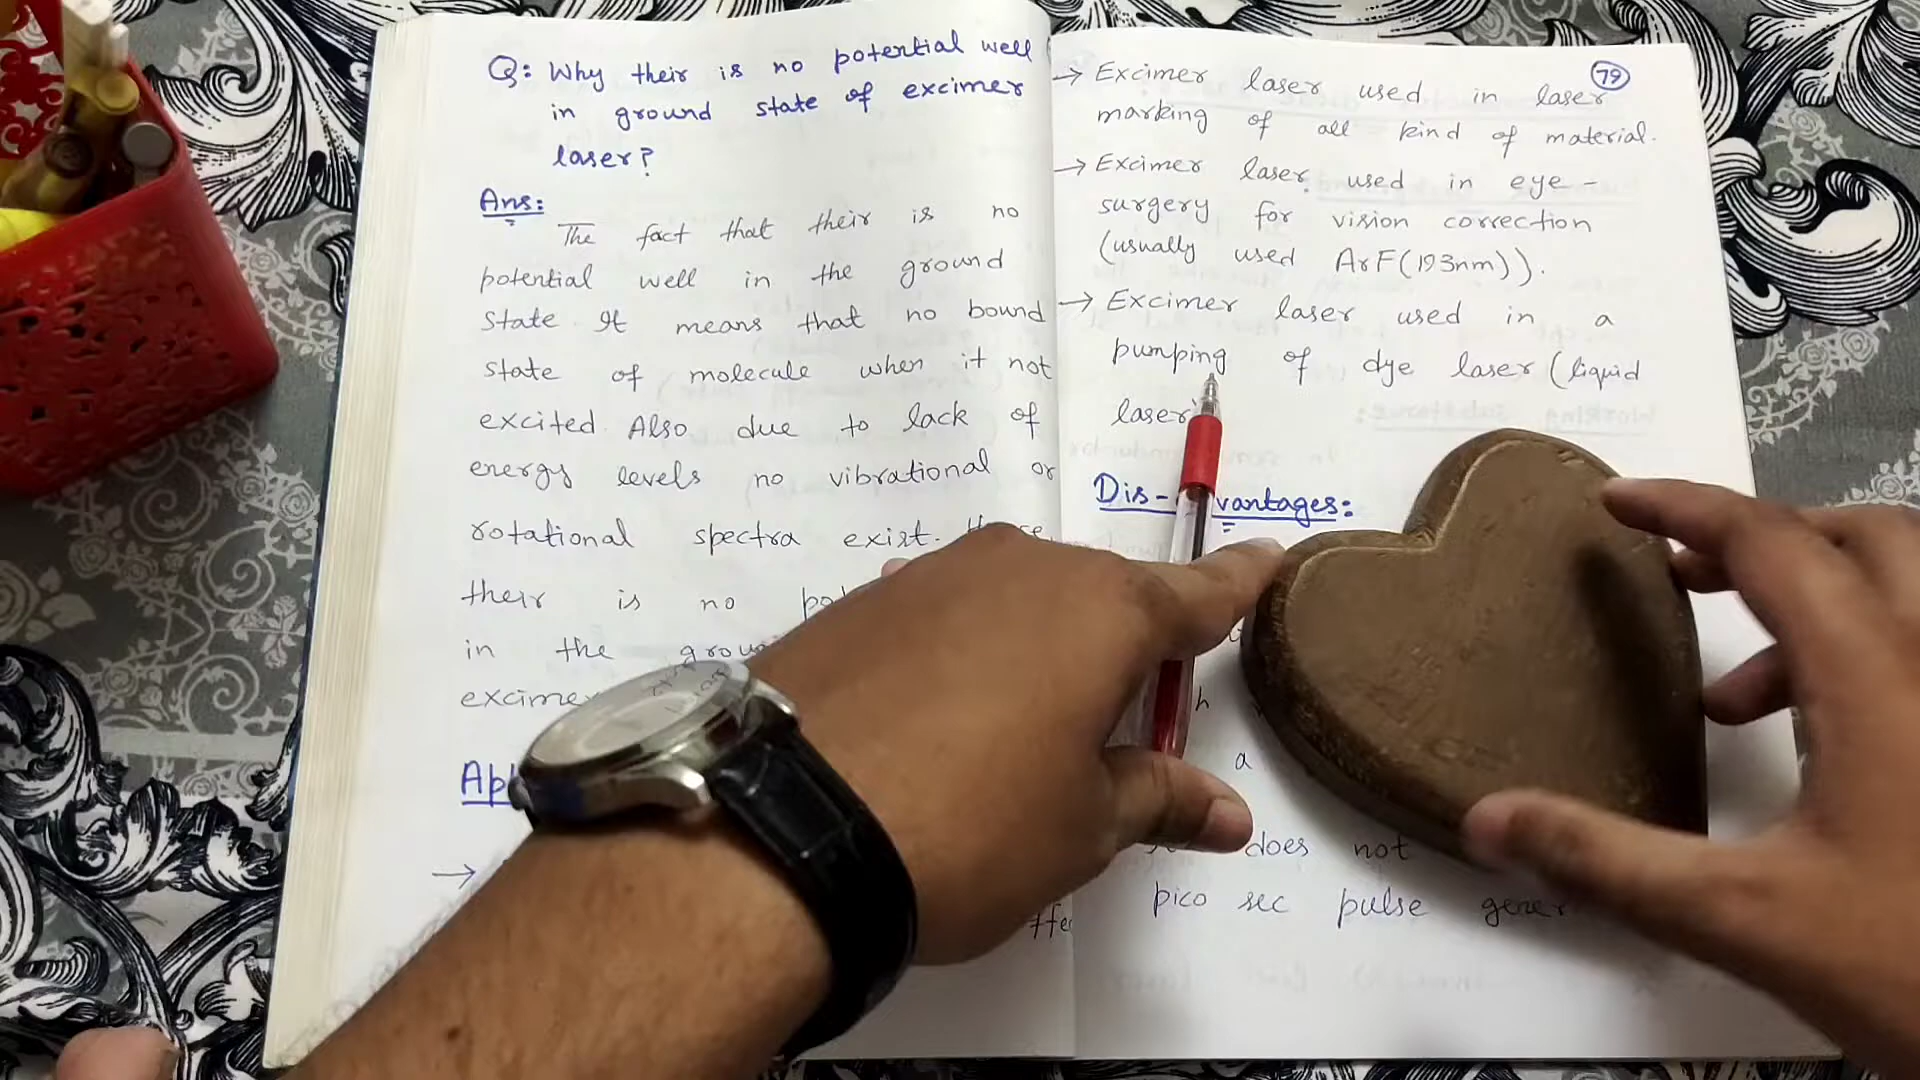 Q: Why their is no potential well
in ground state of excimer
laser?
Ans:
The fact that their is no
potential well in the ground
state. It means that no bound
state of molecule when it not
excited. Also due to lack of
energy levels no vibrational or
rotational spectra exist.
their is no
in the
79
→ Excimer laser used in laser
marking of all kind of material.
→ Excimer laser used in eye-
surgery for vision correction
(usually used ArF(193nm)).
→ Excimer laser used in a
pumping of dye laser (liquid
laser
Dis- vantages:
a
does not
pico sec pulse